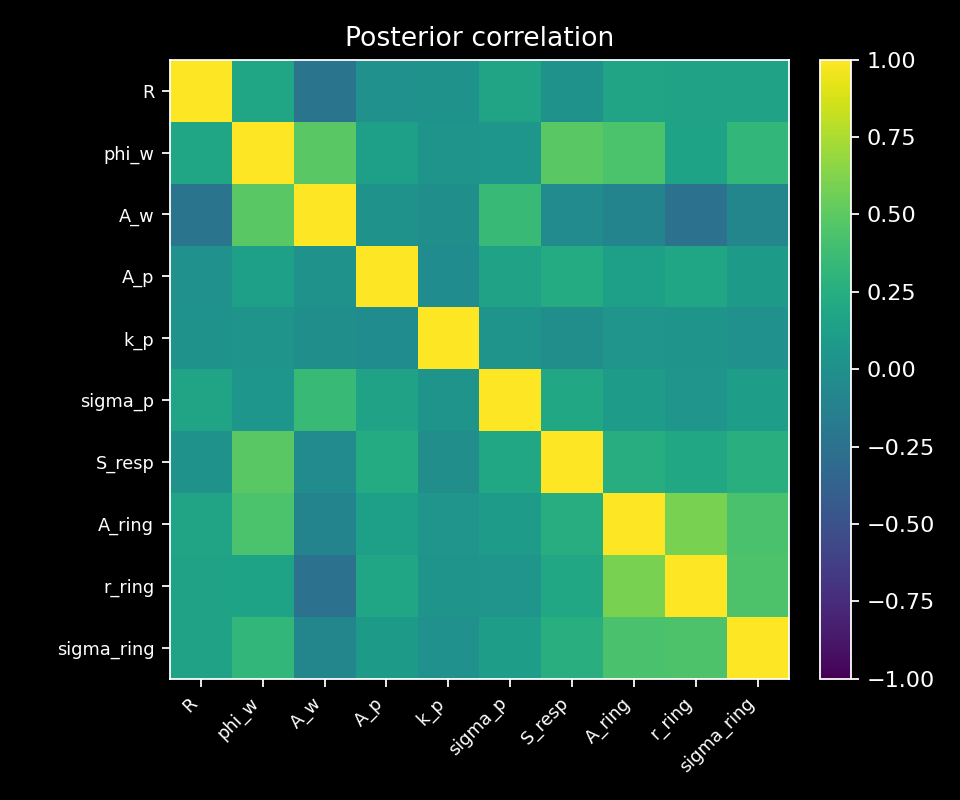 Posterior correlation
R
phi_w
A_w
A_p
k_p
sigma_p
S_resp
A_ring
r_ring
sigma_ring
R
phi_w
A_w
A_p
k_p
sigma_p
S_resp
A_ring
r_ring
sigma_ring
1.00
0.75
0.50
0.25
0.00
−0.25
−0.50
−0.75
−1.00